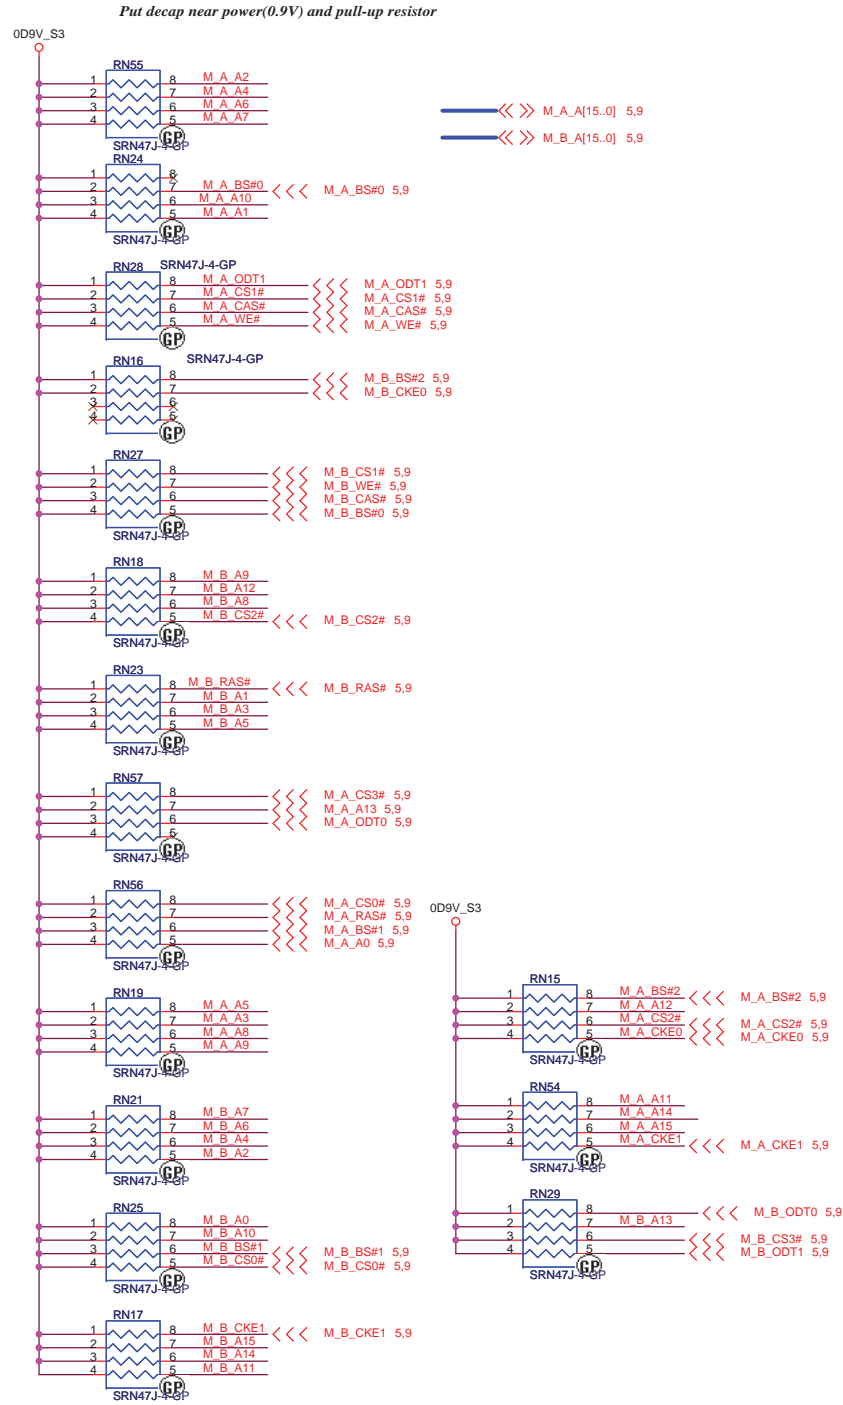 Put decap near power(0.9V) and pull-up resistor
0D9V_S3
RN55
1 8 M_A_A2
2 7 M_A_A4
3 6 M_A_A6
4 5 M_A_A7
GP
SRN47J-4-GP
M_A_A[15..0] 5,9
M_B_A[15..0] 5,9
RN24
1 8
2 7 M_A_BS#0 M_A_BS#0 5,9
3 6 M_A_A10
4 5 M_A_A1
GP
SRN47J-4-GP
RN28 SRN47J-4-GP
1 8 M_A_ODT1 M_A_ODT1 5,9
2 7 M_A_CS1# M_A_CS1# 5,9
3 6 M_A_CAS# M_A_CAS# 5,9
4 5 M_A_WE# M_A_WE# 5,9
GP
RN16 SRN47J-4-GP
1 8 M_B_BS#2 5,9
2 7 M_B_CKE0 5,9
3 6
4 5
GP
RN27
1 8 M_B_CS1# 5,9
2 7 M_B_WE# 5,9
3 6 M_B_CAS# 5,9
4 5 M_B_BS#0 5,9
GP
SRN47J-4-GP
RN18
1 8 M_B_A9
2 7 M_B_A12
3 6 M_B_A8
4 5 M_B_CS2# M_B_CS2# 5,9
GP
SRN47J-4-GP
RN23
1 8 M_B_RAS# M_B_RAS# 5,9
2 7 M_B_A1
3 6 M_B_A3
4 5 M_B_A5
GP
SRN47J-4-GP
RN57
1 8 M_A_CS3# 5,9
2 7 M_A_A13 5,9
3 6 M_A_ODT0 5,9
4 5
GP
SRN47J-4-GP
RN56
1 8 M_A_CS0# 5,9
2 7 M_A_RAS# 5,9
3 6 M_A_BS#1 5,9
4 5 M_A_A0 5,9
GP
SRN47J-4-GP
RN19
1 8 M_A_A5
2 7 M_A_A3
3 6 M_A_A8
4 5 M_A_A9
GP
SRN47J-4-GP
RN21
1 8 M_B_A7
2 7 M_B_A6
3 6 M_B_A4
4 5 M_B_A2
GP
SRN47J-4-GP
RN25
1 8 M_B_A0
2 7 M_B_A10
3 6 M_B_BS#1 M_B_BS#1 5,9
4 5 M_B_CS0# M_B_CS0# 5,9
GP
SRN47J-4-GP
RN17
1 8 M_B_CKE1 M_B_CKE1 5,9
2 7 M_B_A15
3 6 M_B_A14
4 5 M_B_A11
GP
SRN47J-4-GP
0D9V_S3
RN15
1 8 M_A_BS#2 M_A_BS#2 5,9
2 7 M_A_A12
3 6 M_A_CS2# M_A_CS2# 5,9
4 5 M_A_CKE0 M_A_CKE0 5,9
GP
SRN47J-4-GP
RN54
1 8 M_A_A11
2 7 M_A_A14
3 6 M_A_A15
4 5 M_A_CKE1 M_A_CKE1 5,9
GP
SRN47J-4-GP
RN29
1 8 M_B_ODT0 5,9
2 7 M_B_A13
3 6 M_B_CS3# 5,9
4 5 M_B_ODT1 5,9
GP
SRN47J-4-GP